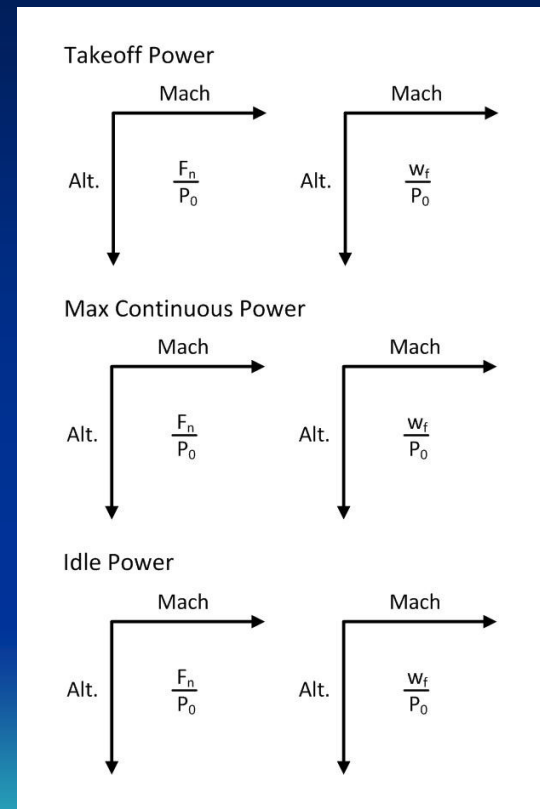 Takeoff Power
Mach Mach
Alt. Fn/P0 Alt. wf/P0
Max Continuous Power
Mach Mach
Alt. Fn/P0 Alt. wf/P0
Idle Power
Mach Mach
Alt. Fn/P0 Alt. wf/P0